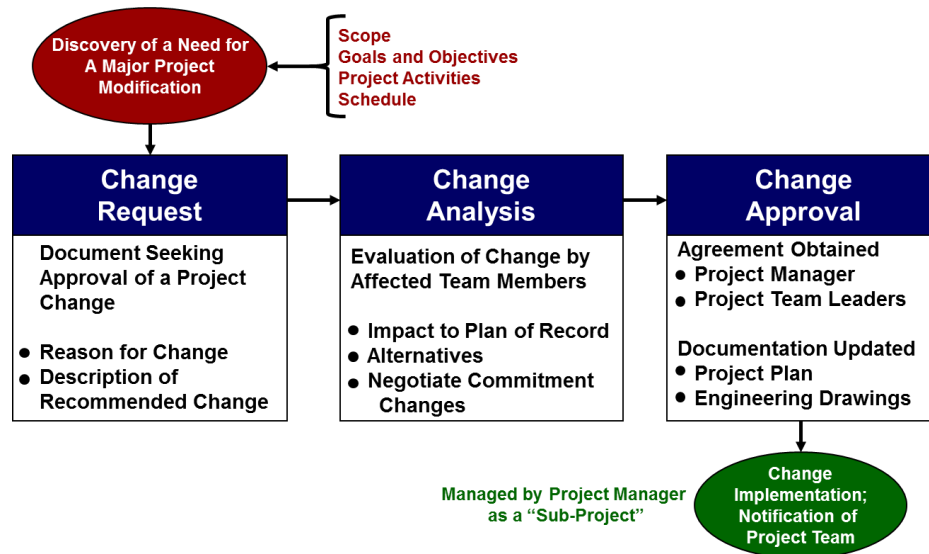 Discovery of a Need for
A Major Project
Modification
Scope
Goals and Objectives
Project Activities
Schedule
Change
Request
Document Seeking
Approval of a Project
Change
● Reason for Change
● Description of
Recommended Change
Change
Analysis
Evaluation of Change by
Affected Team Members
● Impact to Plan of Record
● Alternatives
● Negotiate Commitment
Changes
Change
Approval
Agreement Obtained
● Project Manager
● Project Team Leaders
Documentation Updated
● Project Plan
● Engineering Drawings
Managed by Project Manager
as a “Sub-Project”
Change
Implementation;
Notification of
Project Team